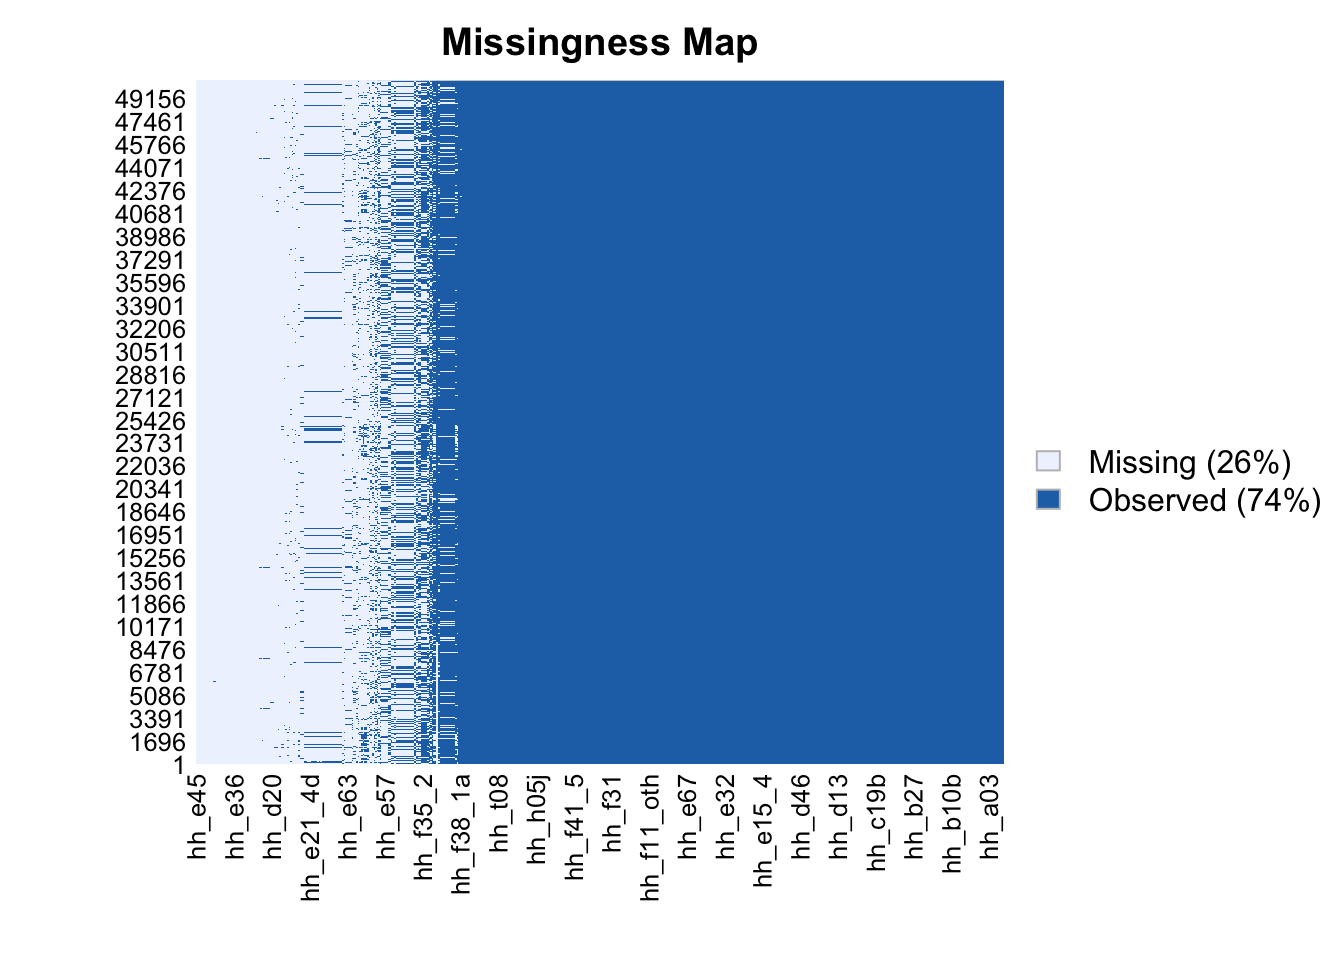 Missingness Map
49156
47461
45766
44071
42376
40681
38986
37291
35596
33901
32206
30511
28816
27121
25426
23731
22036
20341
18646
16951
15256
13561
11866
10171
8476
6781
5086
3391
1696
1
Missing (26%)
Observed (74%)
hh_e45
hh_e36
hh_d20
hh_e21_4d
hh_e63
hh_e57
hh_f35_2
hh_f38_1a
hh_t08
hh_h05j
hh_f41_5
hh_f31
hh_f11_oth
hh_e67
hh_e32
hh_e15_4
hh_d46
hh_d13
hh_c19b
hh_b27
hh_b10b
hh_a03